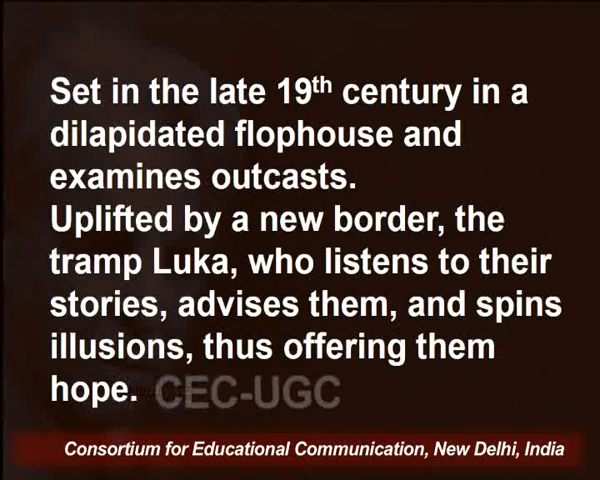 Set in the late 19th century in a
dilapidated flophouse and
examines outcasts.
Uplifted by a new border, the
tramp Luka, who listens to their
stories, advises them, and spins
illusions, thus offering them
hope.
CEC-UGC
Consortium for Educational Communication, New Delhi, India